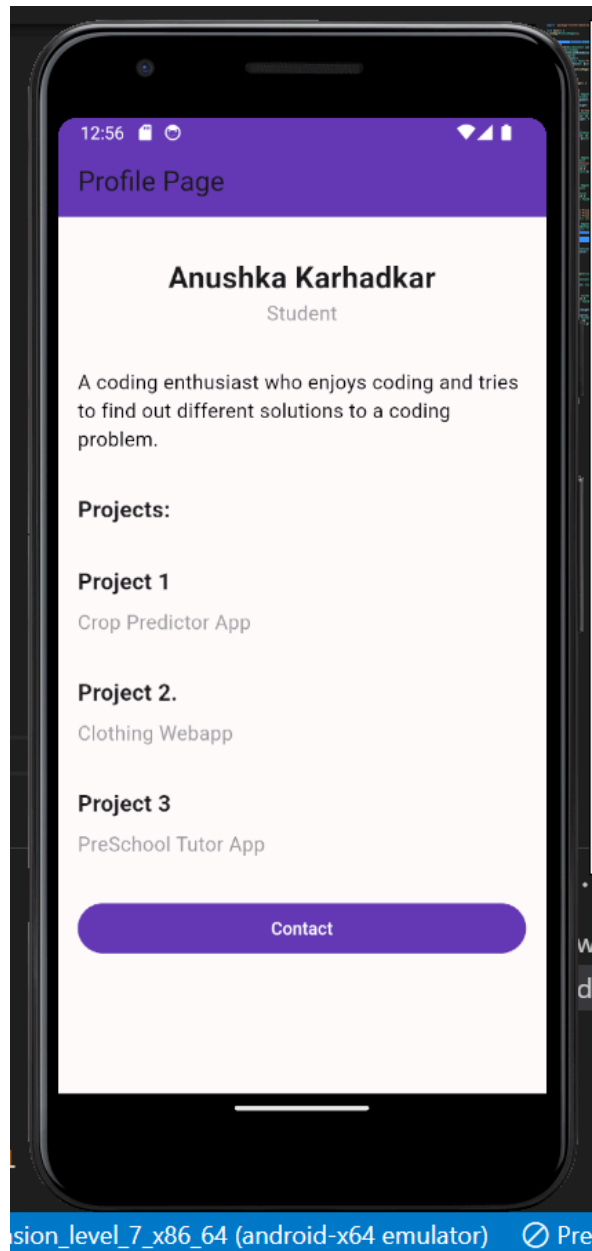 12:56
Profile Page
Anushka Karhadkar
Student
A coding enthusiast who enjoys coding and tries
to find out different solutions to a coding
problem.
Projects:
Project 1
Crop Predictor App
Project 2.
Clothing Webapp
Project 3
PreSchool Tutor App
Contact
sion_level_7_x86_64 (android-x64 emulator) Pre